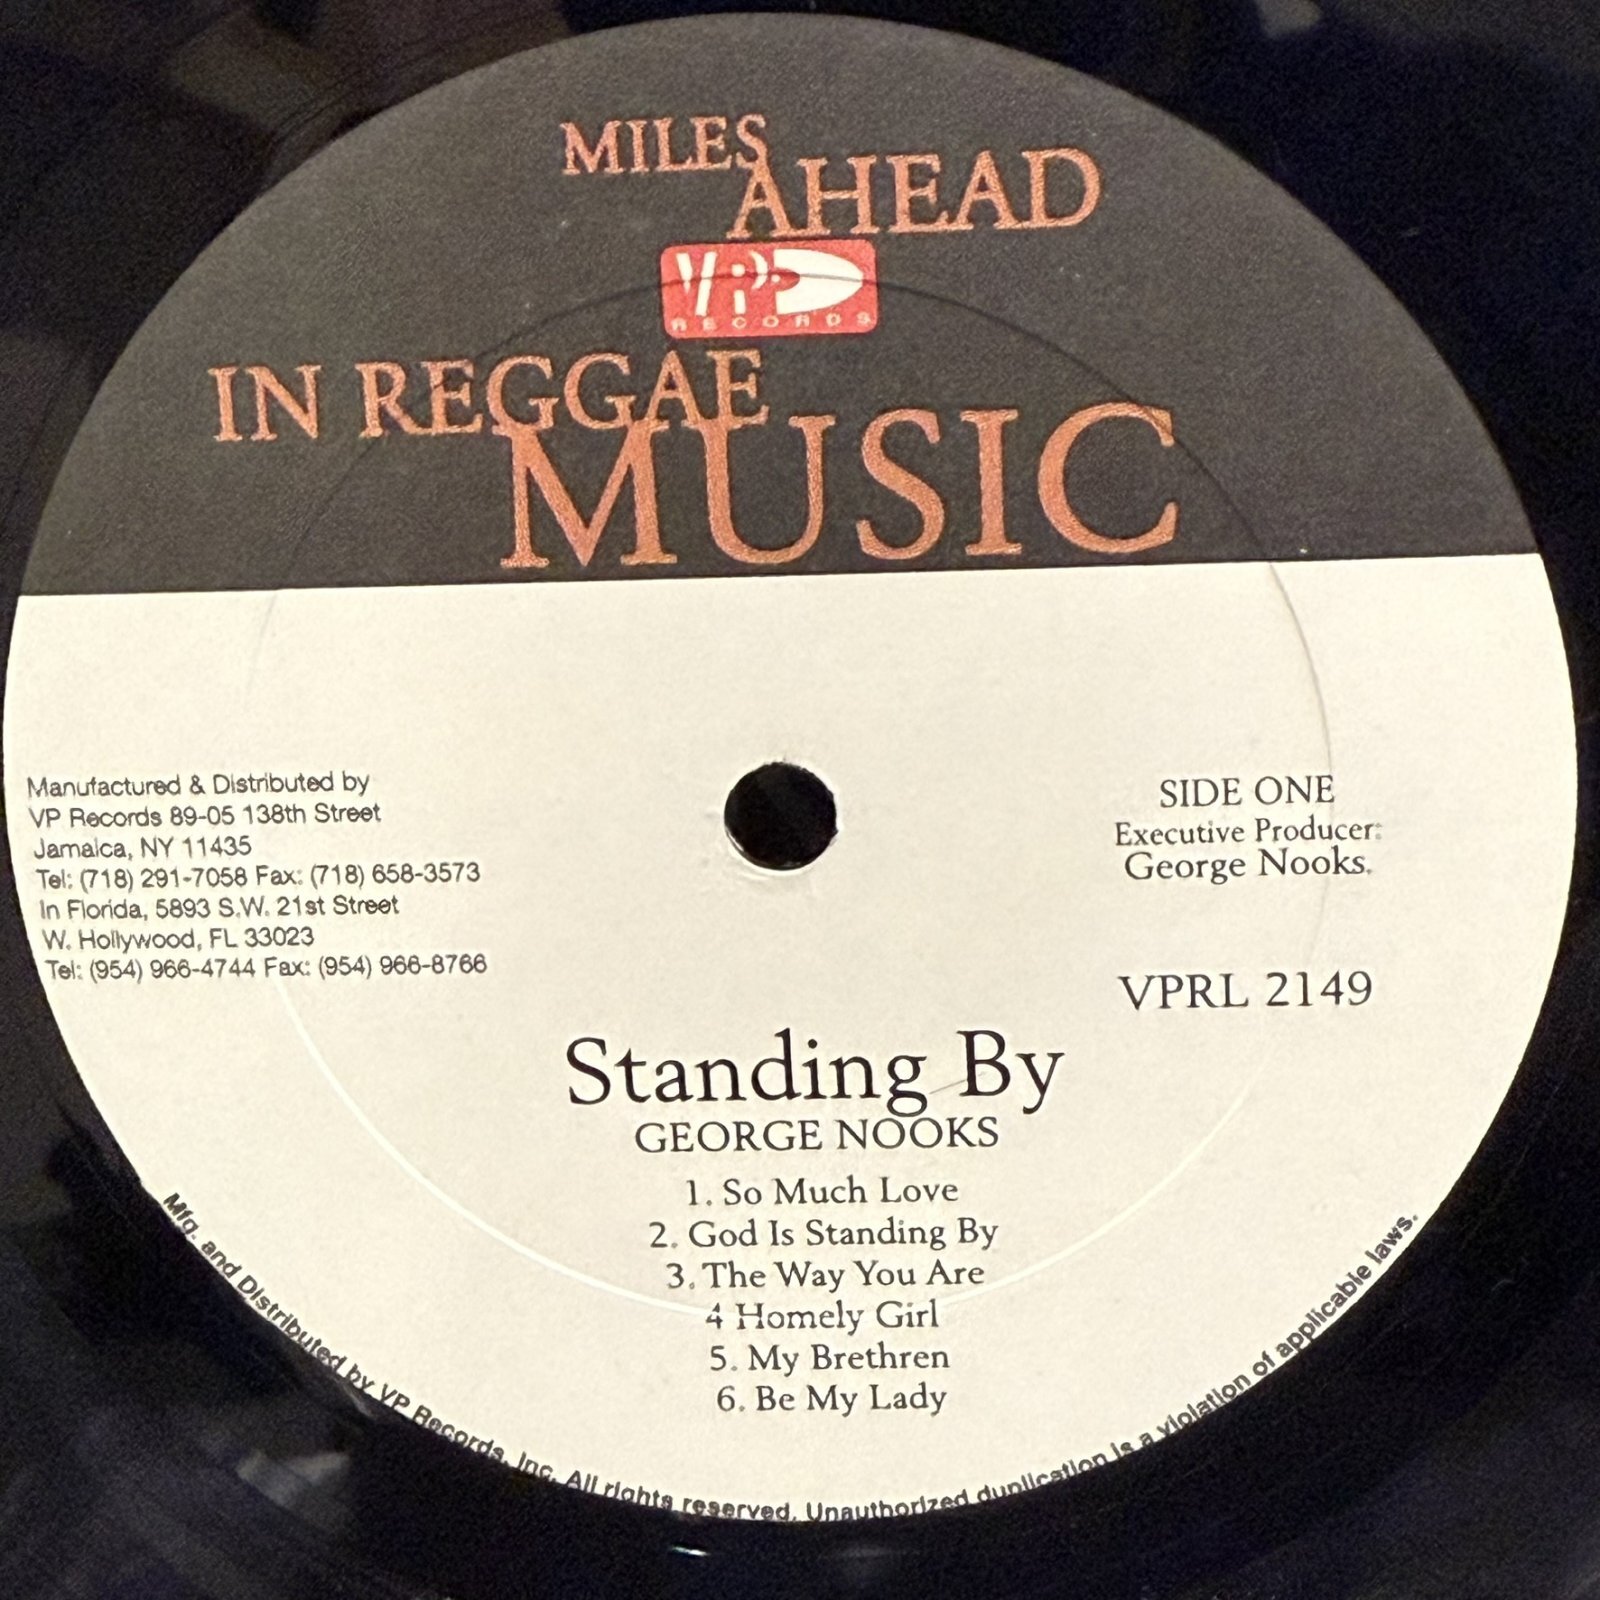 MILES
AHEAD
VP
RECORDS
IN REGGAE
MUSIC
Manufactured & Distributed by
VP Records 89-05 138th Street
Jamaica, NY 11435
Tel: (718) 291-7058 Fax: (718) 658-3573
In Florida, 5893 S.W. 21st Street
W. Hollywood, FL 33023
Tel: (954) 966-4744 Fax: (954) 966-8766
SIDE ONE
Executive Producer:
George Nooks.
VPRL 2149
Standing By
GEORGE NOOKS
1. So Much Love
2. God Is Standing By
3. The Way You Are
4 Homely Girl
5. My Brethren
6. Be My Lady
Mfg. and Distributed by VP Records, Inc. All rights reserved. Unauthorized duplication is a violation of applicable laws.